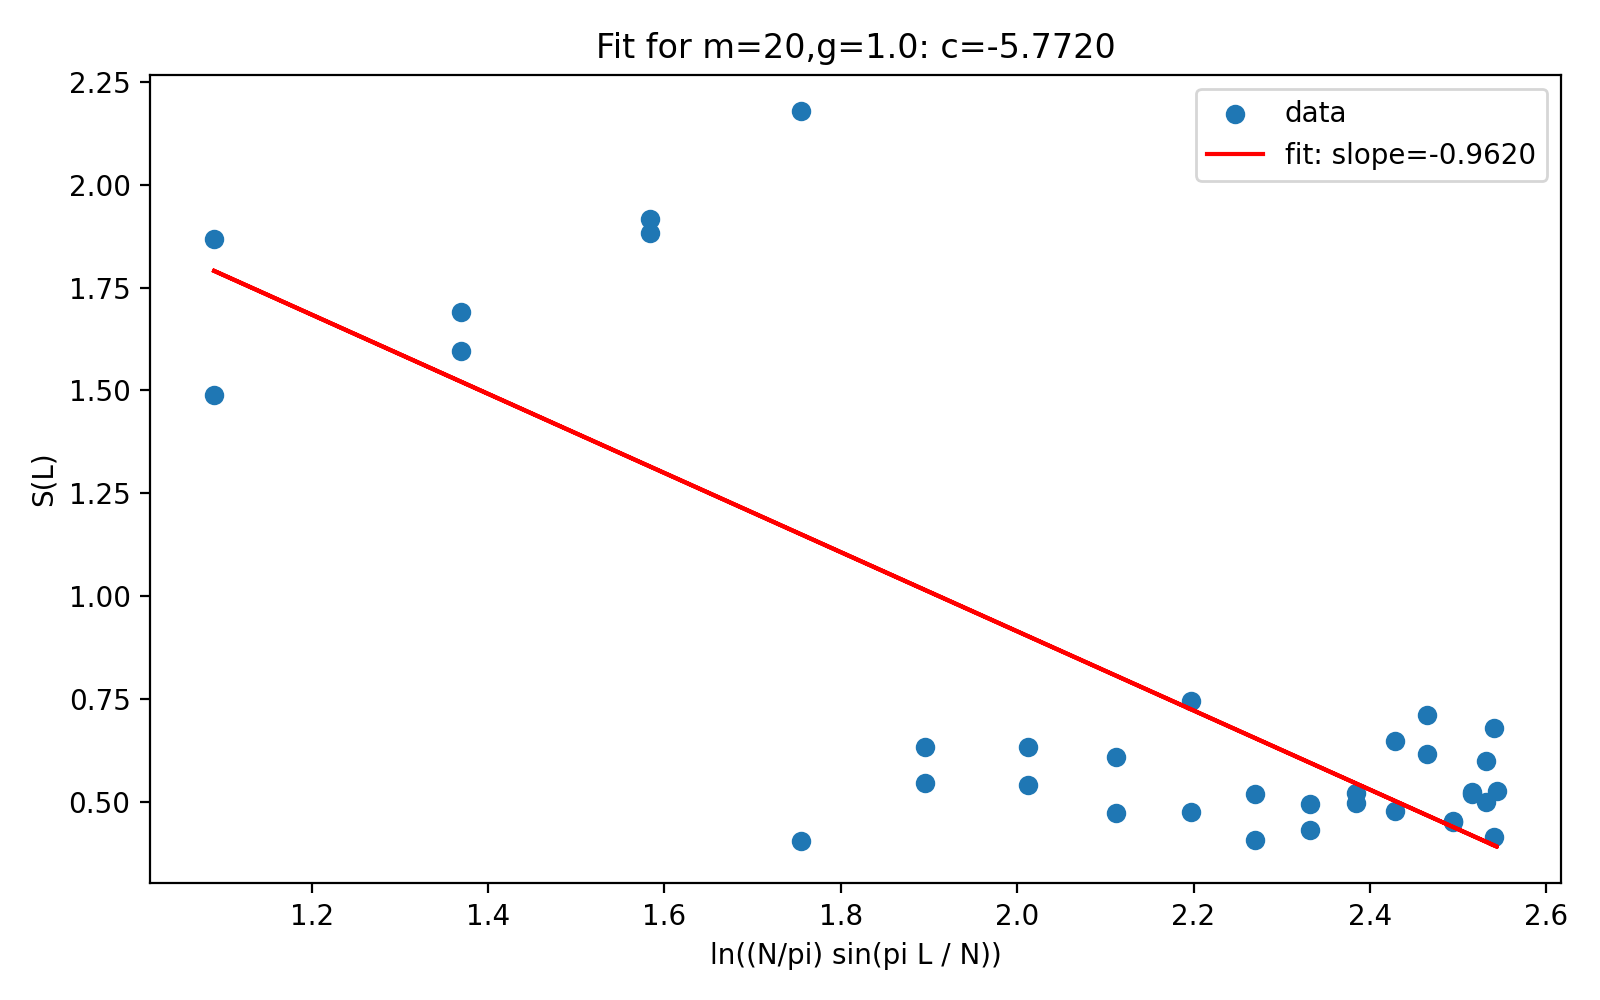 Fit for m=20,g=1.0: c=-5.7720
data
fit: slope=-0.9620
S(L)
2.25
2.00
1.75
1.50
1.25
1.00
0.75
0.50
1.2 1.4 1.6 1.8 2.0 2.2 2.4 2.6
ln((N/pi) sin(pi L / N))